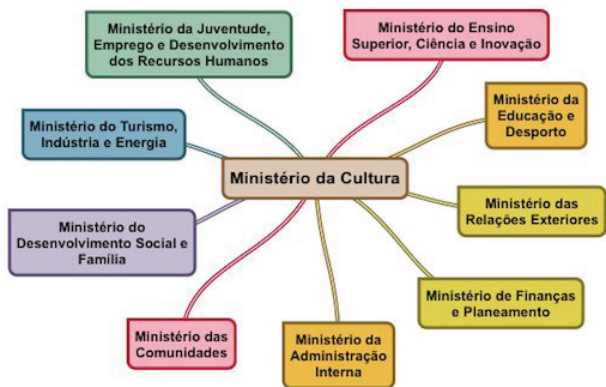 Ministério da Juventude,
Emprego e Desenvolvimento
dos Recursos Humanos
Ministério do Ensino
Superior, Ciência e Inovação
Ministério da
Educação e
Desporto
Ministério do Turismo,
Indústria e Energia
Ministério da Cultura
Ministério das
Relações Exteriores
Ministério do
Desenvolvimento Social e
Família
Ministério de Finanças
e Planeamento
Ministério das
Comunidades
Ministério da
Administração
Interna